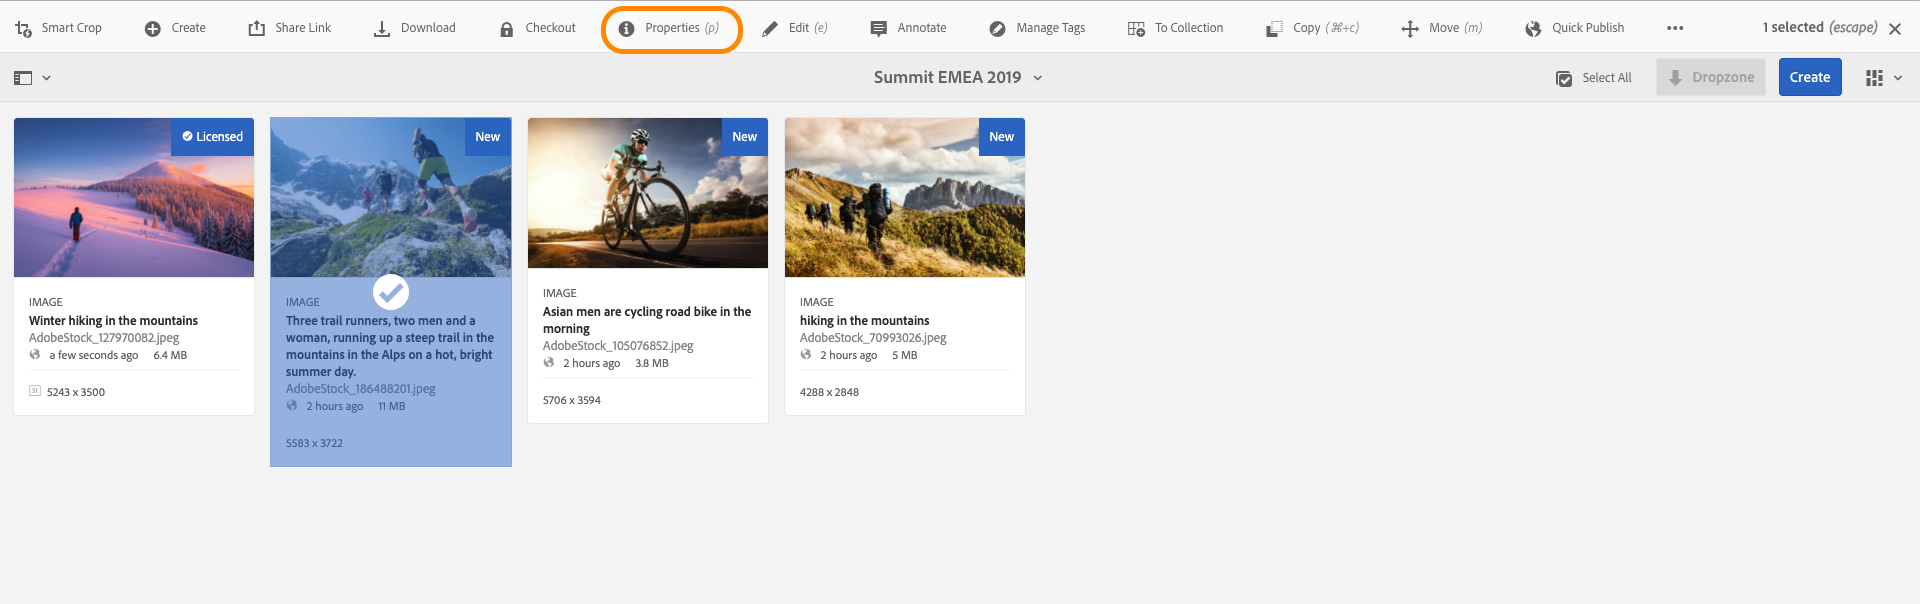 Smart Crop Create Share Link Download Checkout Properties (p) Edit (e) Annotate Manage Tags To Collection Copy (⌘+c) Move (m) Quick Publish 1 selected (escape)
Summit EMEA 2019 Select All Dropzone Create
Licensed
IMAGE
Winter hiking in the mountains
AdobeStock_127970082.jpeg
a few seconds ago 6.4 MB
St 5243 x 3500
New
IMAGE
Three trail runners, two men and a
woman, running up a steep trail in the
mountains in the Alps on a hot, bright
summer day.
AdobeStock_186488201.jpeg
2 hours ago 11 MB
5583 x 3722
New
IMAGE
Asian men are cycling road bike in the
morning
AdobeStock_105076852.jpeg
2 hours ago 3.8 MB
5706 x 3594
New
IMAGE
hiking in the mountains
AdobeStock_70993026.jpeg
2 hours ago 5 MB
4288 x 2848